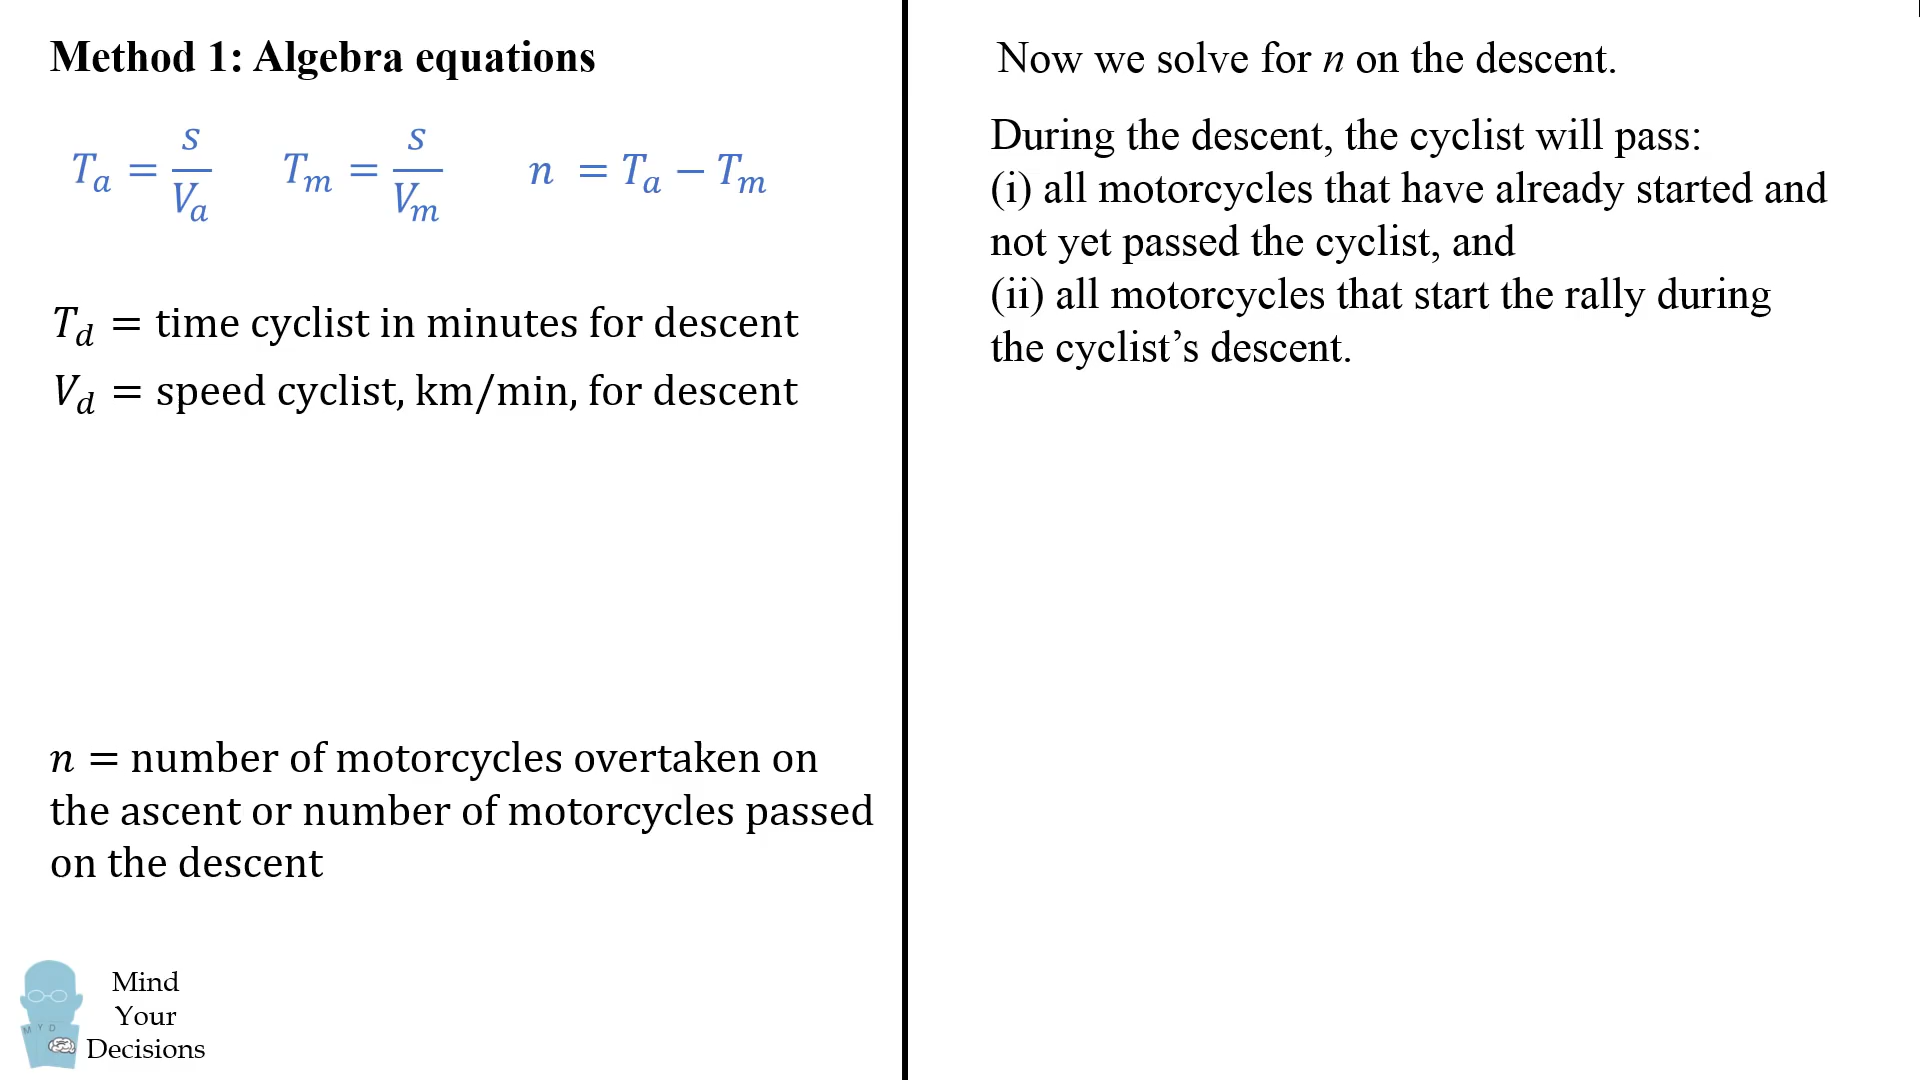 Method 1: Algebra equations
T_a = s/V_a T_m = s/V_m n = T_a − T_m
T_d = time cyclist in minutes for descent
V_d = speed cyclist, km/min, for descent
n = number of motorcycles overtaken on
the ascent or number of motorcycles passed
on the descent
M Y D
Mind
Your
Decisions
Now we solve for n on the descent.
During the descent, the cyclist will pass:
(i) all motorcycles that have already started and
not yet passed the cyclist, and
(ii) all motorcycles that start the rally during
the cyclist’s descent.